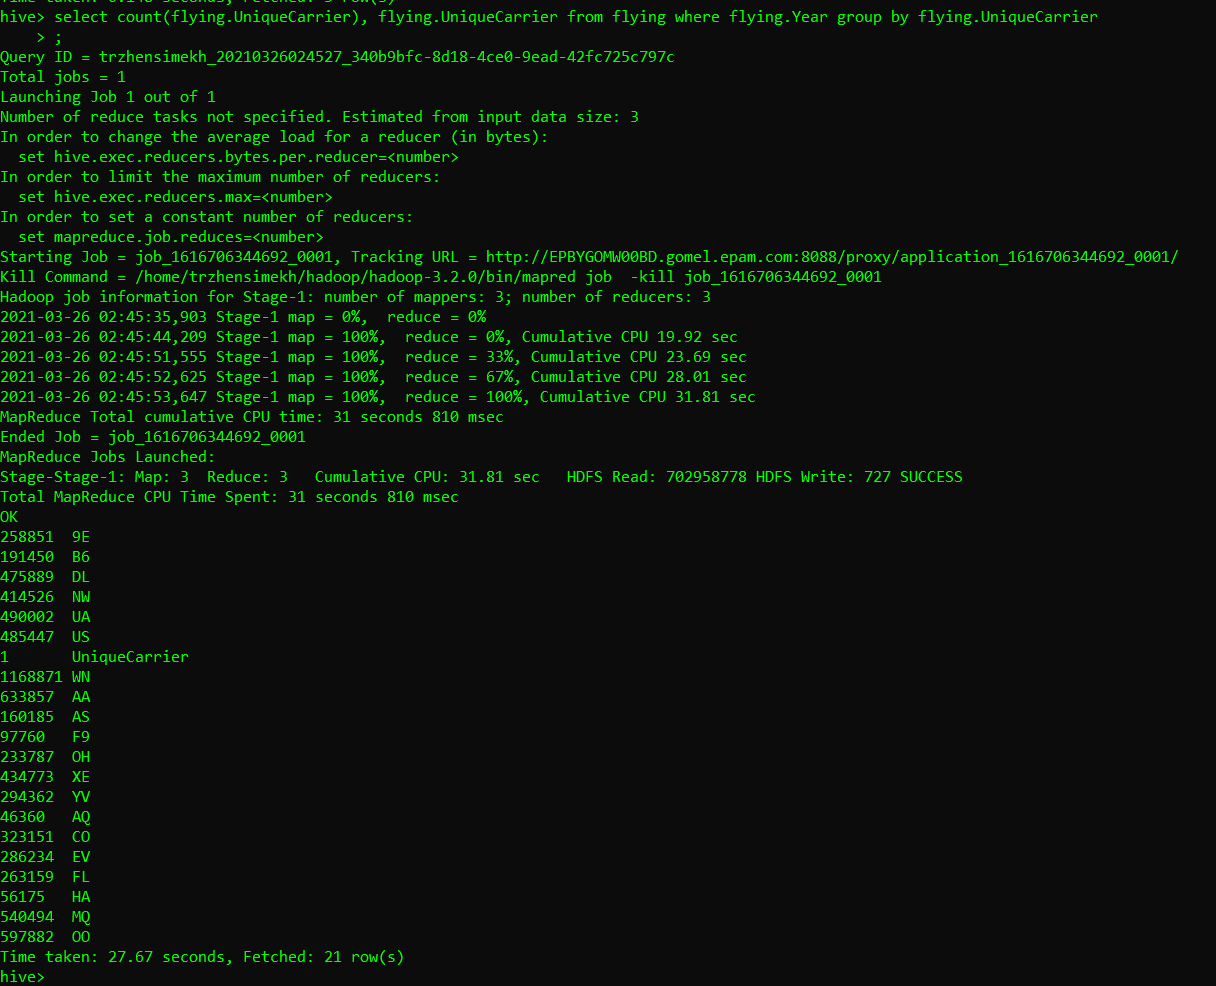 Time taken: 0.148 seconds, Fetched: 5 row(s)
hive> select count(flying.UniqueCarrier), flying.UniqueCarrier from flying where flying.Year group by flying.UniqueCarrier
    > ;
Query ID = trzhensimekh_20210326024527_340b9bfc-8d18-4ce0-9ead-42fc725c797c
Total jobs = 1
Launching Job 1 out of 1
Number of reduce tasks not specified. Estimated from input data size: 3
In order to change the average load for a reducer (in bytes):
  set hive.exec.reducers.bytes.per.reducer=<number>
In order to limit the maximum number of reducers:
  set hive.exec.reducers.max=<number>
In order to set a constant number of reducers:
  set mapreduce.job.reduces=<number>
Starting Job = job_1616706344692_0001, Tracking URL = http://EPBYGOMW00BD.gomel.epam.com:8088/proxy/application_1616706344692_0001/
Kill Command = /home/trzhensimekh/hadoop/hadoop-3.2.0/bin/mapred job  -kill job_1616706344692_0001
Hadoop job information for Stage-1: number of mappers: 3; number of reducers: 3
2021-03-26 02:45:35,903 Stage-1 map = 0%,  reduce = 0%
2021-03-26 02:45:44,209 Stage-1 map = 100%,  reduce = 0%, Cumulative CPU 19.92 sec
2021-03-26 02:45:51,555 Stage-1 map = 100%,  reduce = 33%, Cumulative CPU 23.69 sec
2021-03-26 02:45:52,625 Stage-1 map = 100%,  reduce = 67%, Cumulative CPU 28.01 sec
2021-03-26 02:45:53,647 Stage-1 map = 100%,  reduce = 100%, Cumulative CPU 31.81 sec
MapReduce Total cumulative CPU time: 31 seconds 810 msec
Ended Job = job_1616706344692_0001
MapReduce Jobs Launched:
Stage-Stage-1: Map: 3  Reduce: 3   Cumulative CPU: 31.81 sec   HDFS Read: 702958778 HDFS Write: 727 SUCCESS
Total MapReduce CPU Time Spent: 31 seconds 810 msec
OK
258851  9E
191450  B6
475889  DL
414526  NW
490002  UA
485447  US
1       UniqueCarrier
1168871 WN
633857  AA
160185  AS
97760   F9
233787  OH
434773  XE
294362  YV
46360   AQ
323151  CO
286234  EV
263159  FL
56175   HA
540494  MQ
597882  OO
Time taken: 27.67 seconds, Fetched: 21 row(s)
hive>